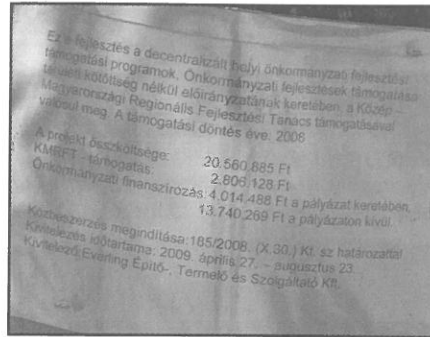 Ez a fejlesztés a decentralizált helyi önkormányzati fejlesztési
támogatási programok, Önkormányzati fejlesztések támogatása
területi kötöttség nélkül előirányzatának keretében, a Közép –
Magyarországi Regionális Fejlesztési Tanács támogatásával
valósul meg. A támogatási döntés éve: 2008
A projekt összköltsége: 20.560.885 Ft
KMRFT - támogatás: 2.806.128 Ft
Önkormányzati finanszírozás: 4.014.488 Ft a pályázat keretében,
13.740.269 Ft a pályázaton kívül.
Közbeszerzés megindítása: 185/2008. (X.30.) Kt. sz határozattal
Kivitelezés időtartama: 2009. április 27. – augusztus 23.
Kivitelező: Everling Építő-, Termelő és Szolgáltató Kft.